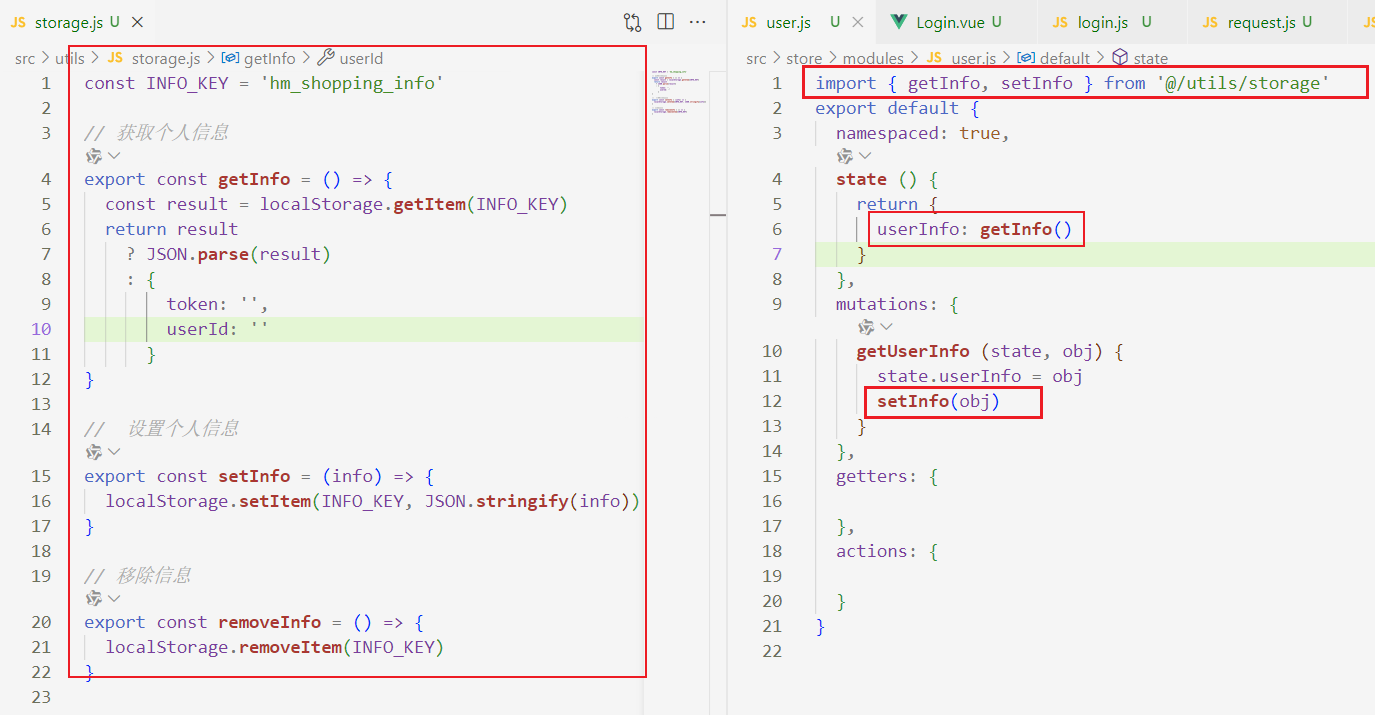 JS storage.js U ×
src > utils > JS storage.js > getInfo > userId
1 const INFO_KEY = 'hm_shopping_info'
2
3 // 获取个人信息
4 export const getInfo = () => {
5 const result = localStorage.getItem(INFO_KEY)
6 return result
7 ? JSON.parse(result)
8 : {
9 token: '',
10 userId: ''
11 }
12 }
13
14 //  设置个人信息
15 export const setInfo = (info) => {
16 localStorage.setItem(INFO_KEY, JSON.stringify(info))
17 }
18
19 // 移除信息
20 export const removeInfo = () => {
21 localStorage.removeItem(INFO_KEY)
22 }
23
JS user.js U × Login.vue U JS login.js U JS request.js U JS
src > store > modules > JS user.js > default > state
1 import { getInfo, setInfo } from '@/utils/storage'
2 export default {
3 namespaced: true,
4 state () {
5 return {
6 userInfo: getInfo()
7 }
8 },
9 mutations: {
10 getUserInfo (state, obj) {
11 state.userInfo = obj
12 setInfo(obj)
13 }
14 },
15 getters: {
16
17 },
18 actions: {
19
20 }
21 }
22